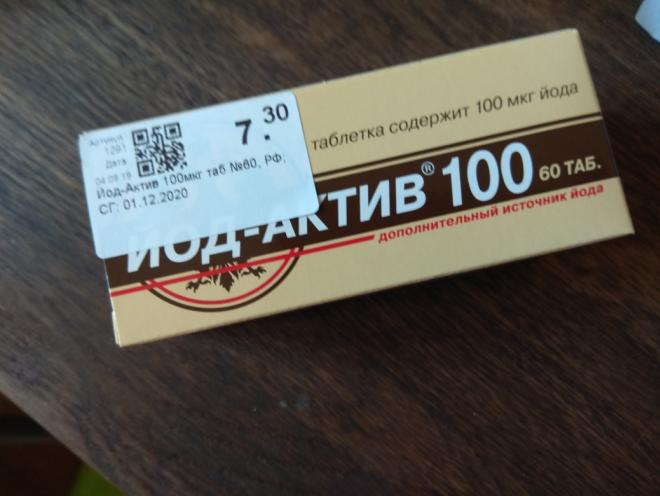 Артикул
1291
Дата
04.09.19
7.30
Йод-Актив 100мкг таб №60, РФ;
СГ: 01.12.2020
таблетка содержит 100 мкг йода
ЙОД-АКТИВ® 100 60 ТАБ.
дополнительный источник йода